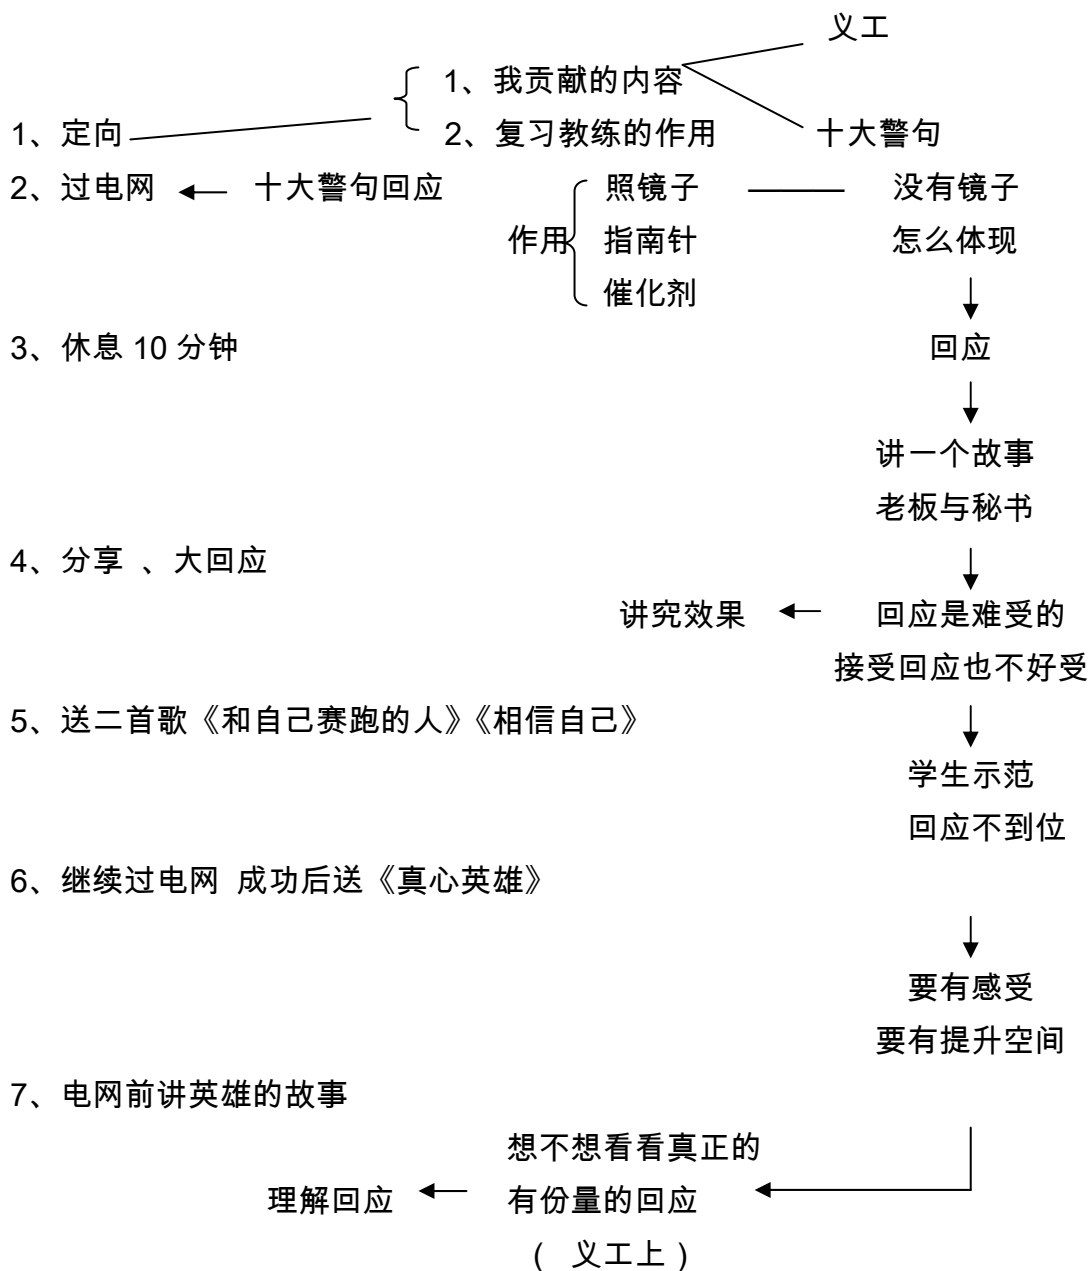 义工
1、我贡献的内容
1、定向
2、复习教练的作用
十大警句
2、过电网
十大警句回应
照镜子
没有镜子
作用
指南针
怎么体现
催化剂
3、休息 10 分钟
回应
讲一个故事
老板与秘书
4、分享 、大回应
讲究效果
回应是难受的
接受回应也不好受
5、送二首歌《和自己赛跑的人》《相信自己》
学生示范
回应不到位
6、继续过电网 成功后送《真心英雄》
要有感受
要有提升空间
7、电网前讲英雄的故事
想不想看看真正的
理解回应
有份量的回应
( 义工上 )